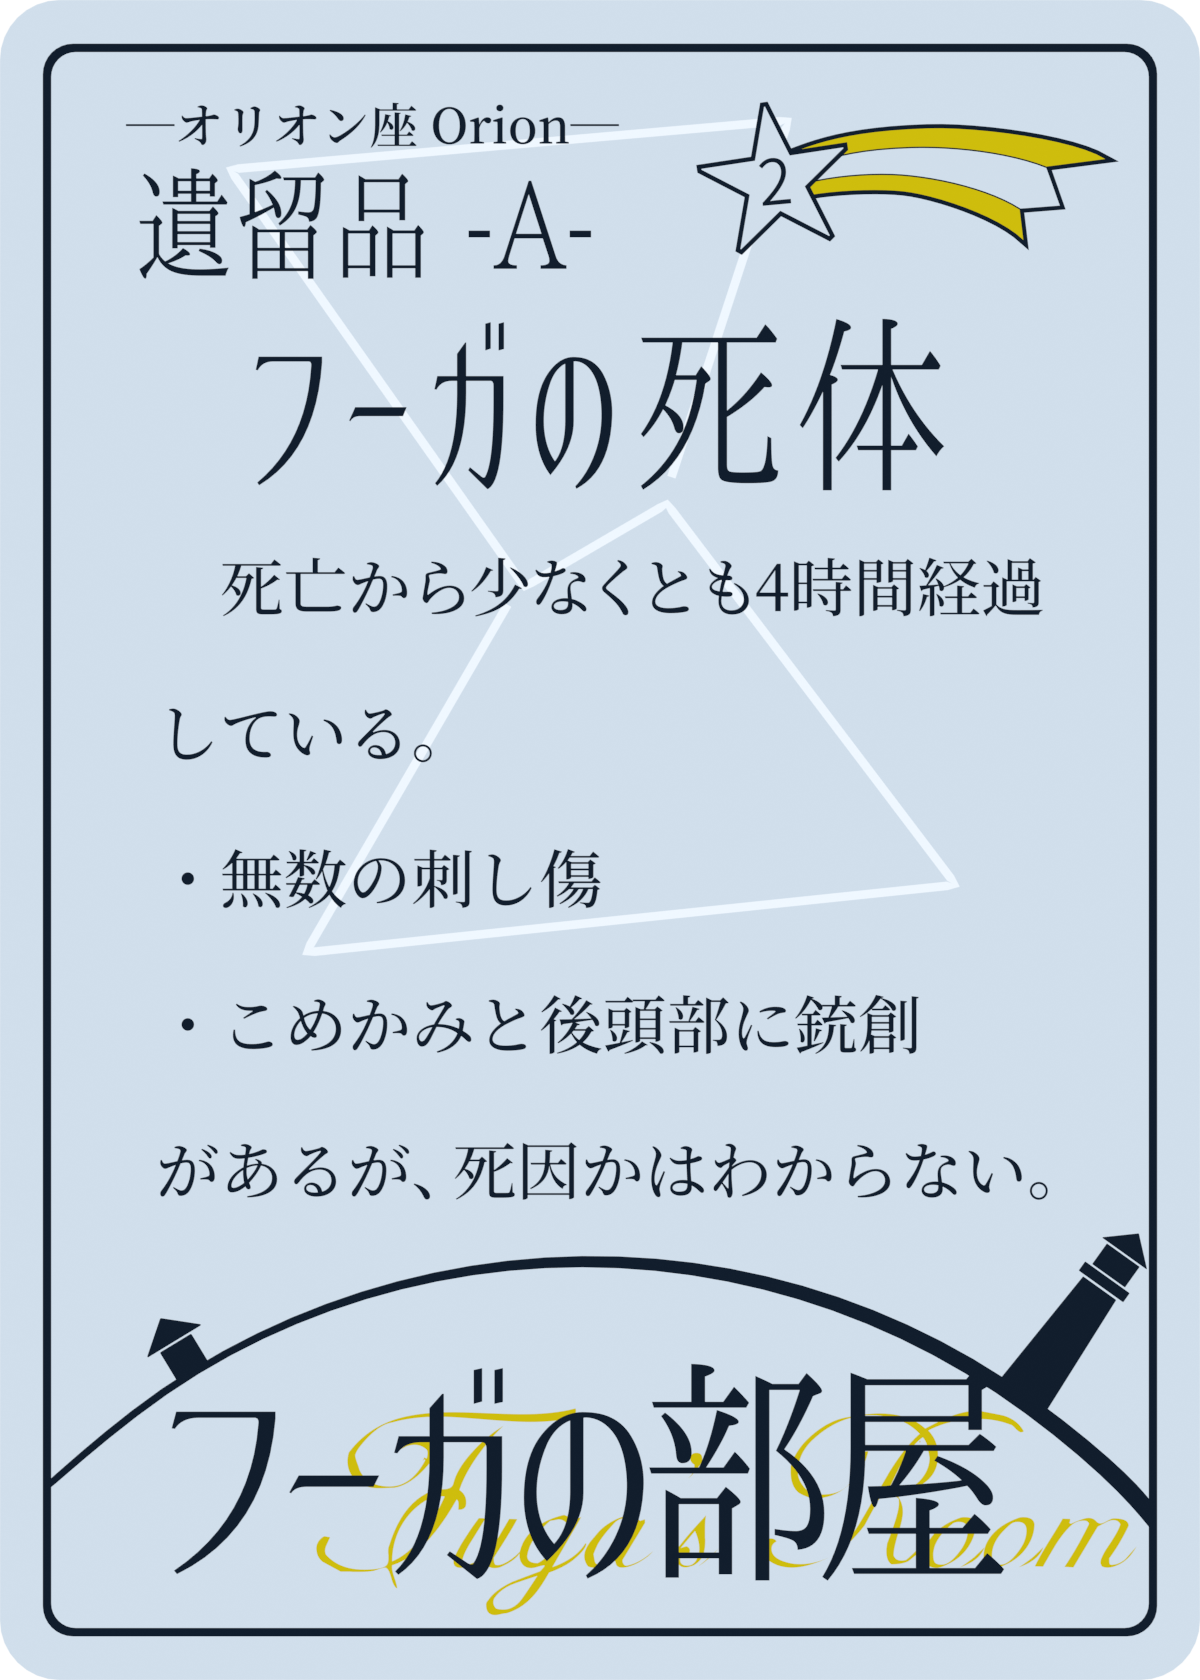 ―オリオン座 Orion―
2
遺留品 -A-
フーガの死体
死亡から少なくとも4時間経過
している。
・無数の刺し傷
・こめかみと後頭部に銃創
があるが、死因かはわからない。
フーガの部屋
Fuga's Room